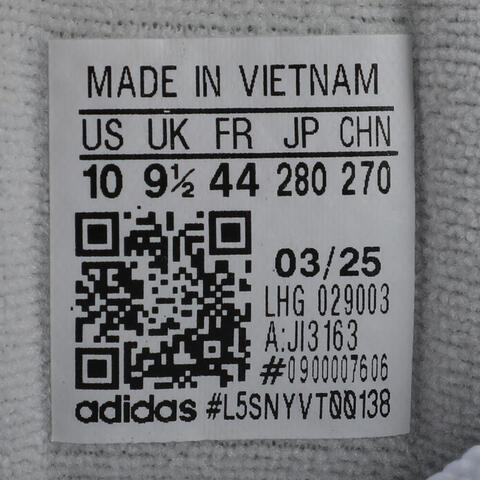 MADE IN VIETNAM
US UK FR JP CHN
10 9½ 44 280 270
03/25
LHG 029003
A:JI3163
#0900007606
adidas #L5SNYVT00138